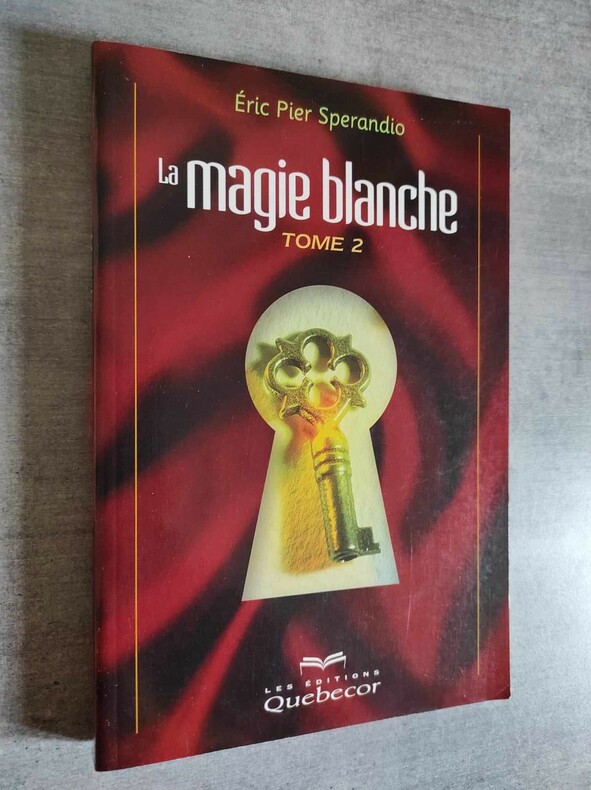 Éric Pier Sperandio
La magie blanche
TOME 2
LES ÉDITIONS
Quebecor